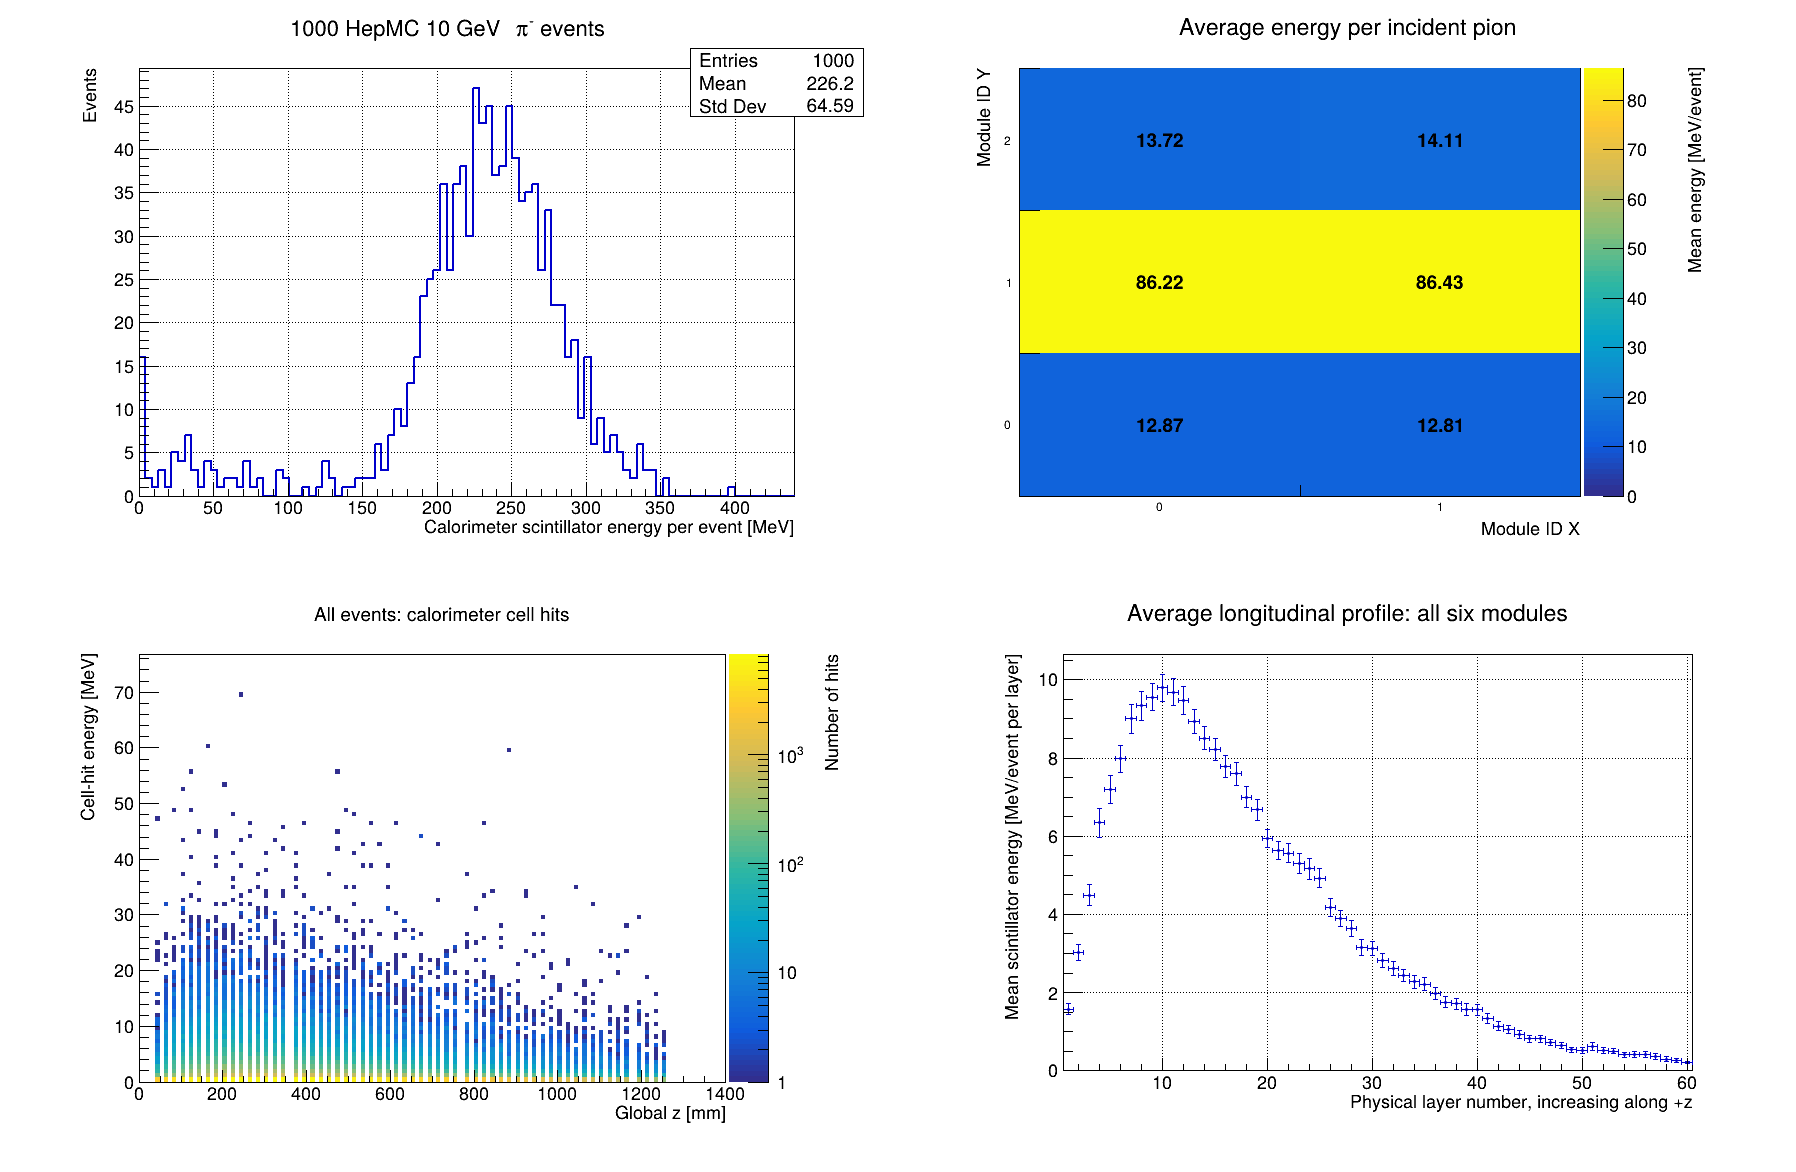 1000 HepMC 10 GeV π- events
Entries 1000
Mean 226.2
Std Dev 64.59
Events
45
40
35
30
25
20
15
10
5
0
0 50 100 150 200 250 300 350 400
Calorimeter scintillator energy per event [MeV]
Average energy per incident pion
Module ID Y
2
1
0
13.72 14.11
86.22 86.43
12.87 12.81
0 1
Module ID X
80
70
60
50
40
30
20
10
0
Mean energy [MeV/event]
All events: calorimeter cell hits
Cell-hit energy [MeV]
70
60
50
40
30
20
10
0
0 200 400 600 800 1000 1200 1400
Global z [mm]
10³
10²
10
1
Number of hits
Average longitudinal profile: all six modules
Mean scintillator energy [MeV/event per layer]
10
8
6
4
2
0
10 20 30 40 50 60
Physical layer number, increasing along +z